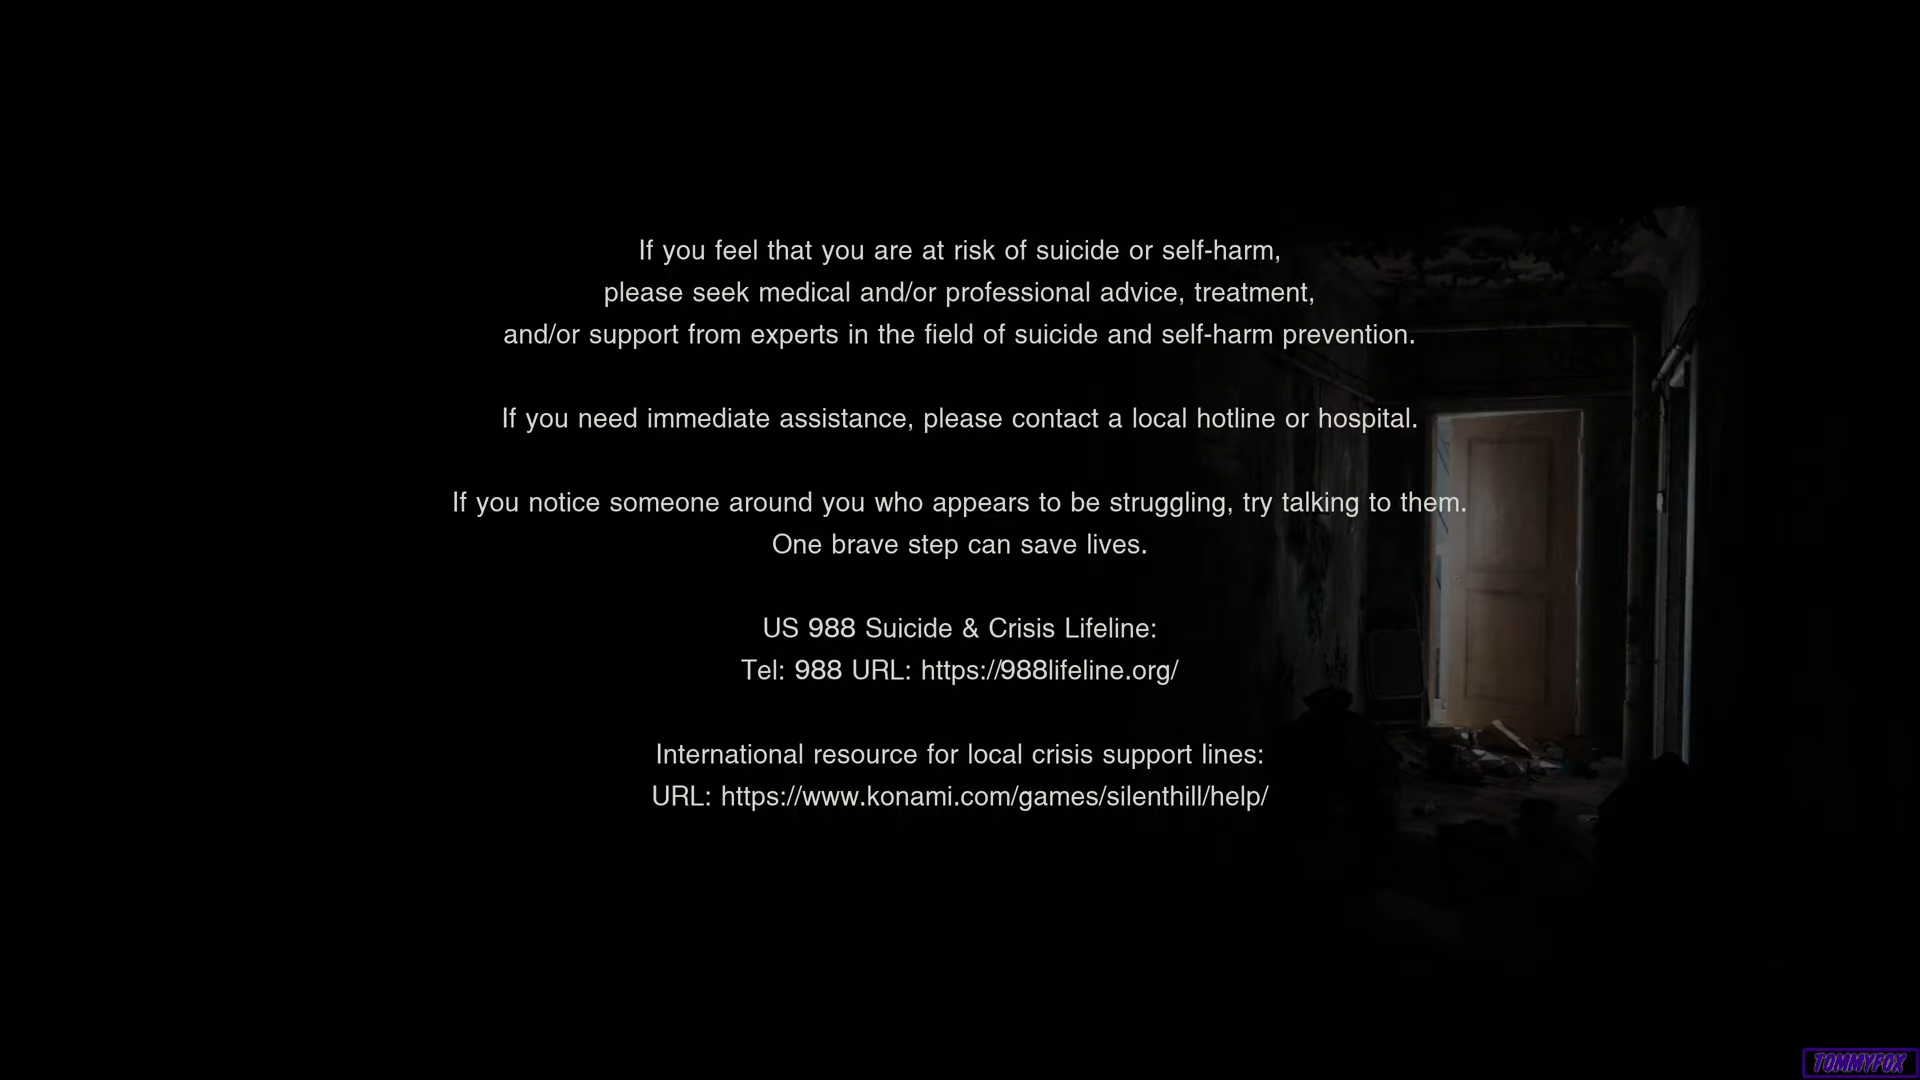 If you feel that you are at risk of suicide or self-harm,
please seek medical and/or professional advice, treatment,
and/or support from experts in the field of suicide and self-harm prevention.
If you need immediate assistance, please contact a local hotline or hospital.
If you notice someone around you who appears to be struggling, try talking to them.
One brave step can save lives.
US 988 Suicide & Crisis Lifeline:
Tel: 988 URL: https://988lifeline.org/
International resource for local crisis support lines:
URL: https://www.konami.com/games/silenthill/help/
TOMMYFOX